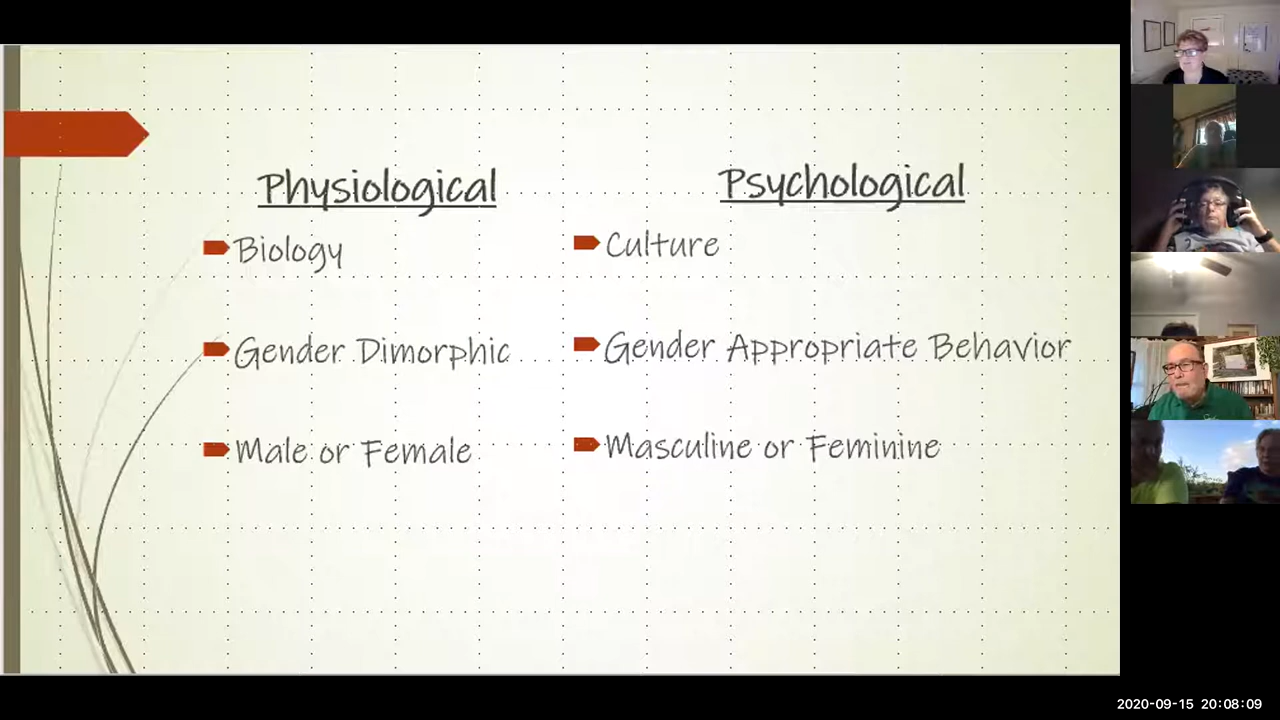 Physiological
Biology
Gender Dimorphic
Male or Female
Psychological
Culture
Gender Appropriate Behavior
Masculine or Feminine
2020-09-15 20:08:09